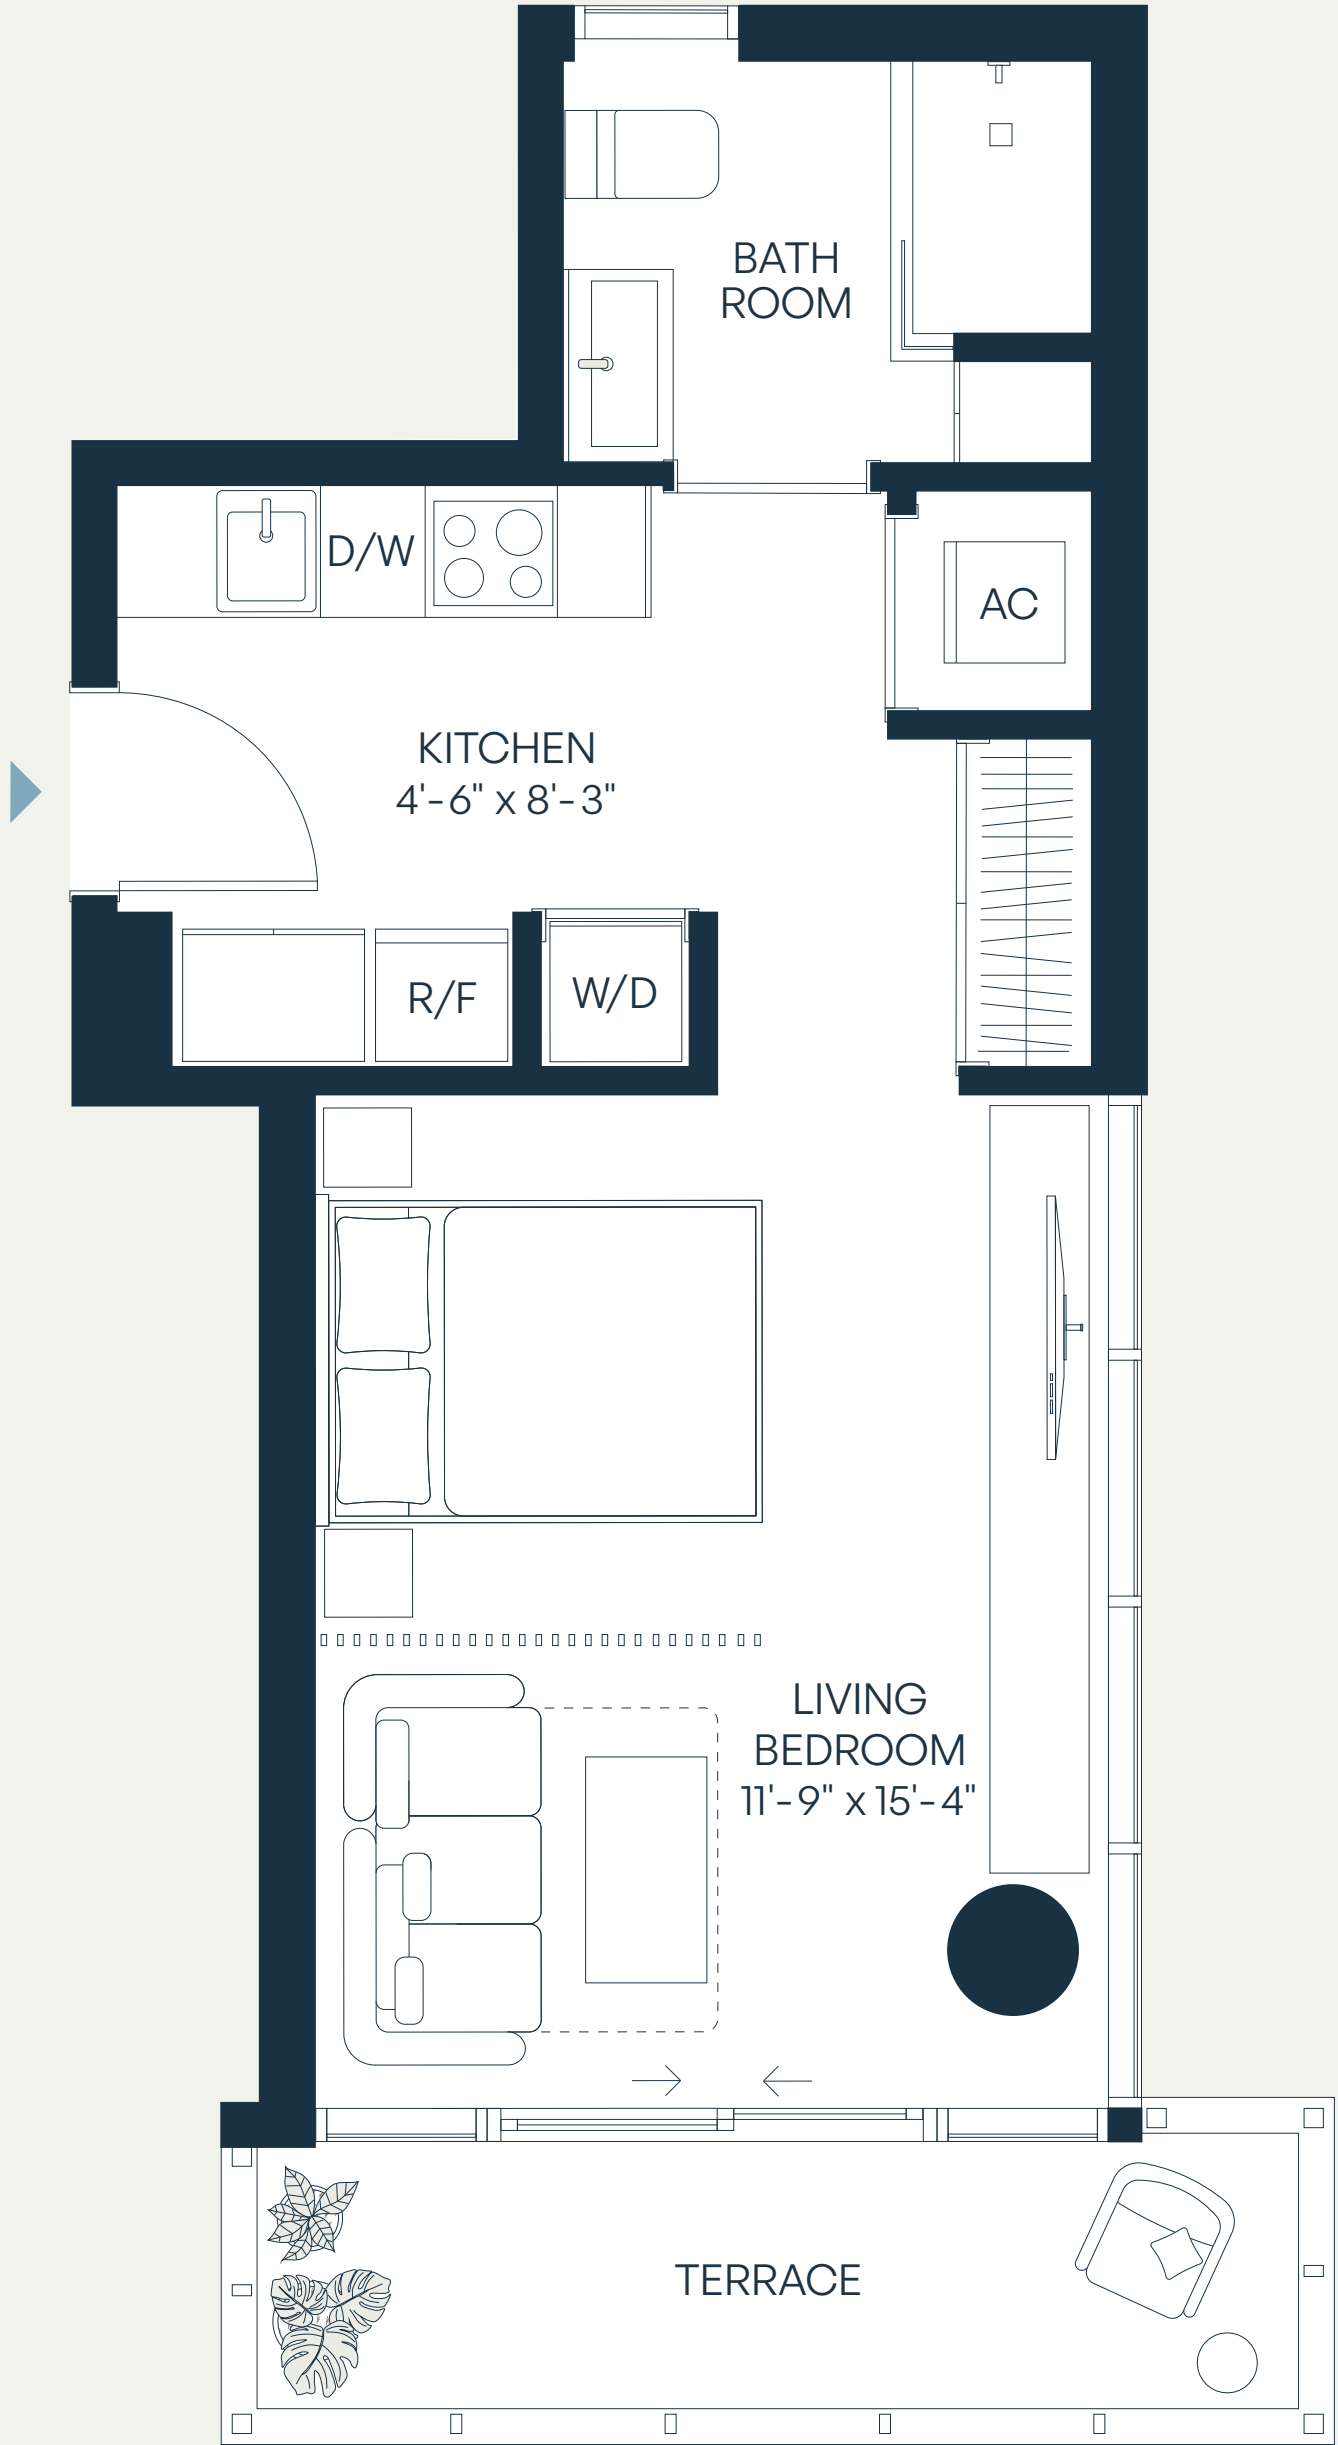 BATH
ROOM
D/W
AC
KITCHEN
4'-6" x 8'-3"
R/F
W/D
LIVING
BEDROOM
11'-9" x 15'-4"
TERRACE